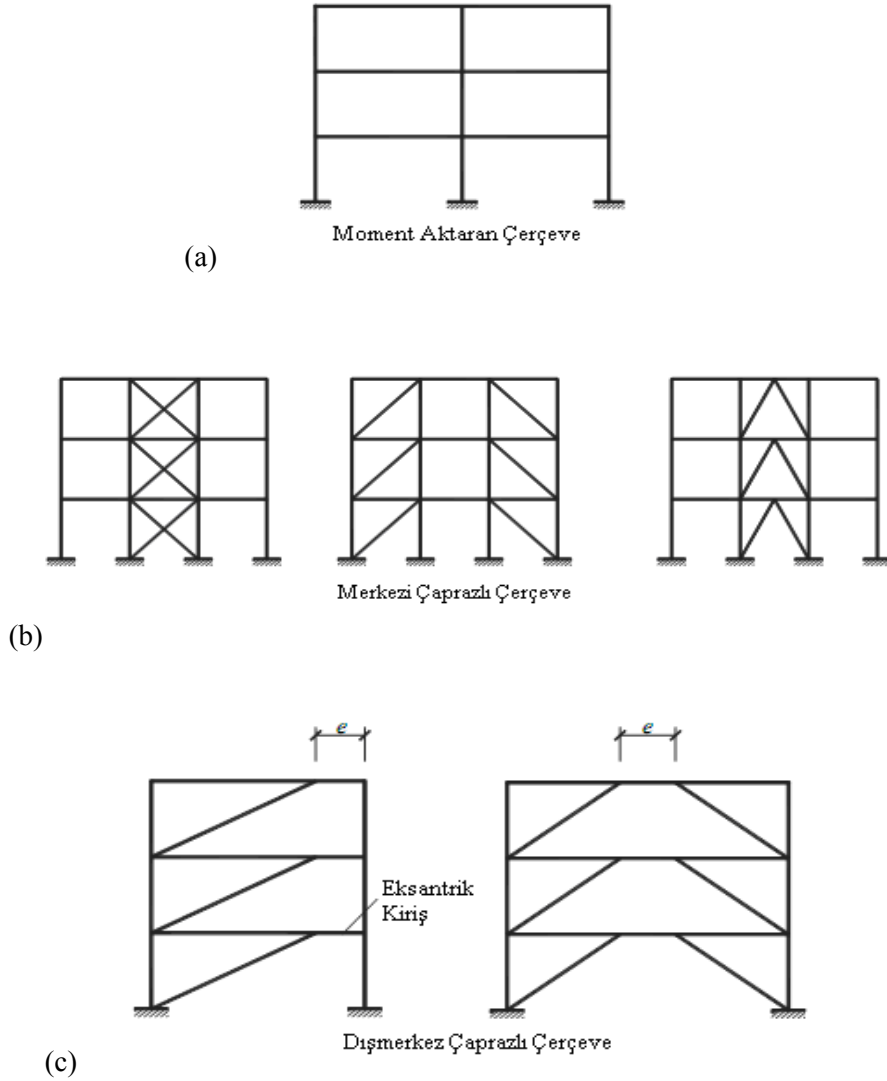 Moment Aktaran Çerçeve
(a)
Merkezi Çaprazlı Çerçeve
(b)
e
e
Eksantrik
Kiriş
Dışmerkez Çaprazlı Çerçeve
(c)